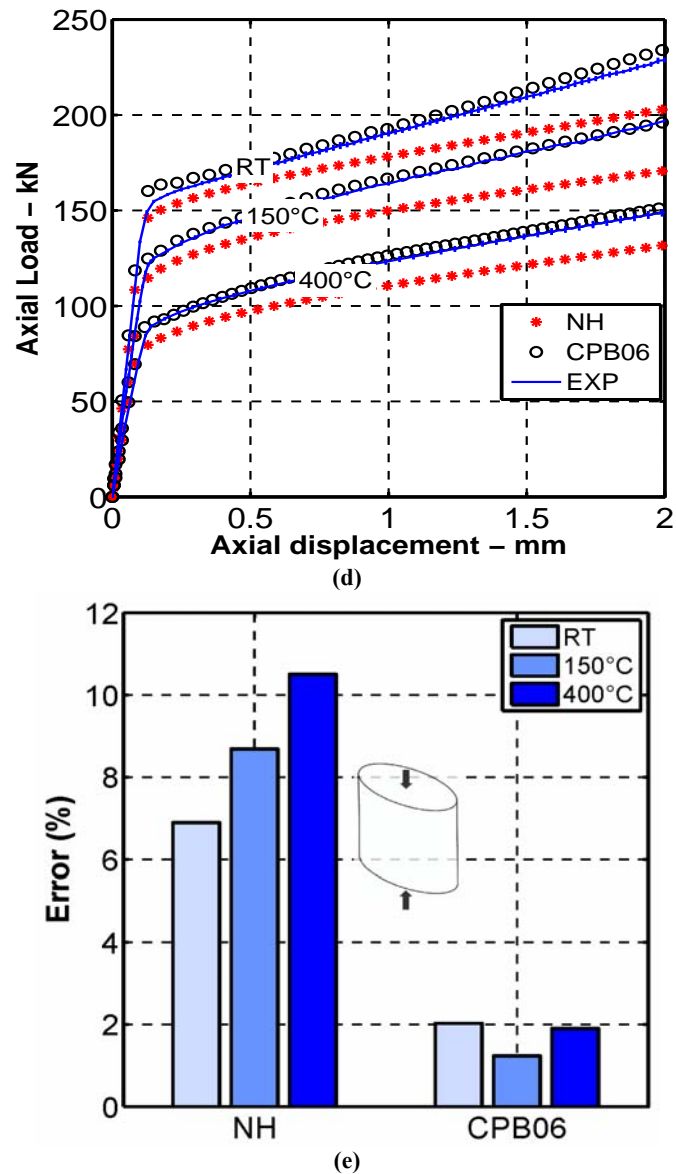 250
200
150
100
50
0
Axial Load – kN
RT
150°C
400°C
NH
CPB06
EXP
0 0.5 1 1.5 2
Axial displacement – mm
(d)
12
10
8
6
4
2
0
Error (%)
RT
150°C
400°C
NH CPB06
(e)